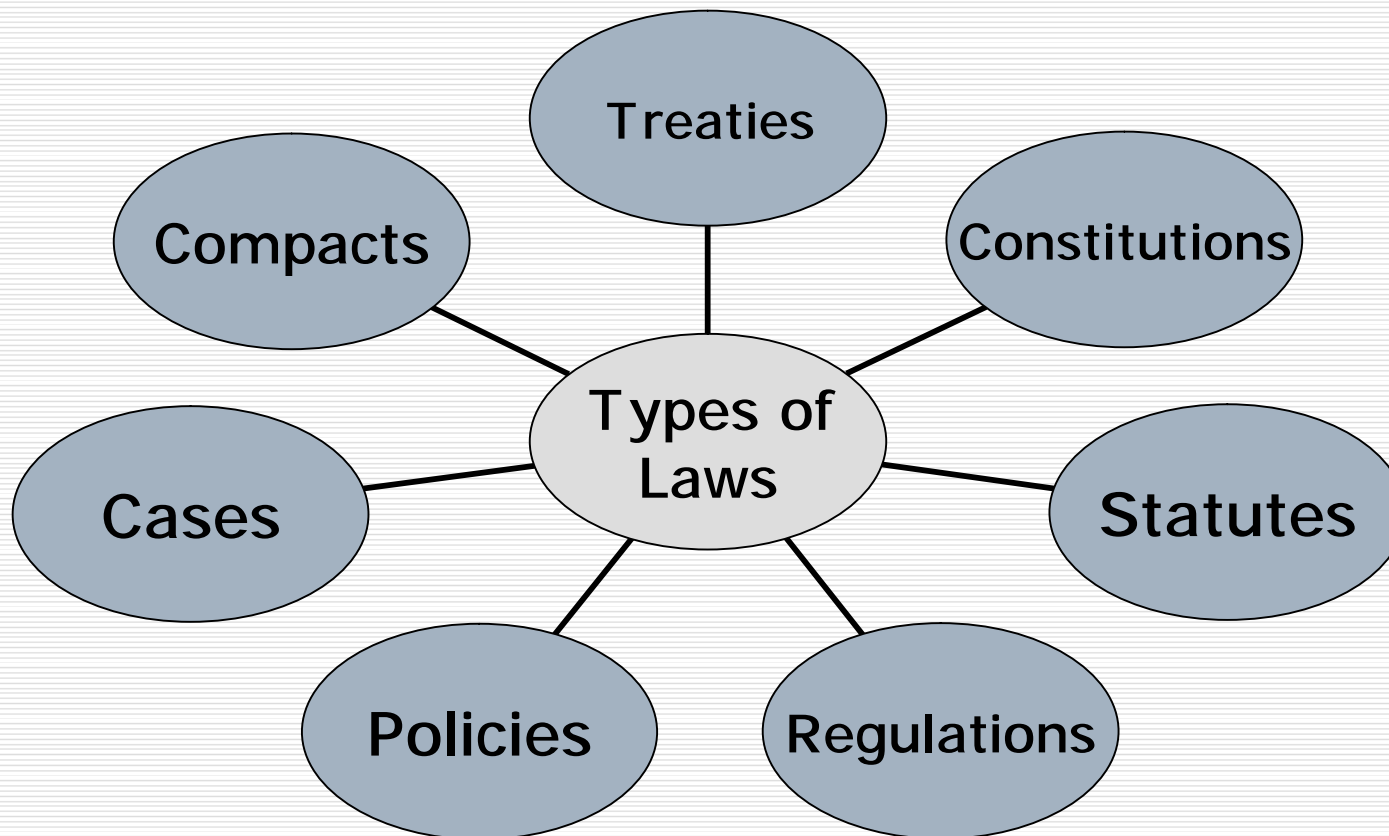 Treaties
Compacts
Constitutions
Types of
Laws
Cases
Statutes
Policies
Regulations